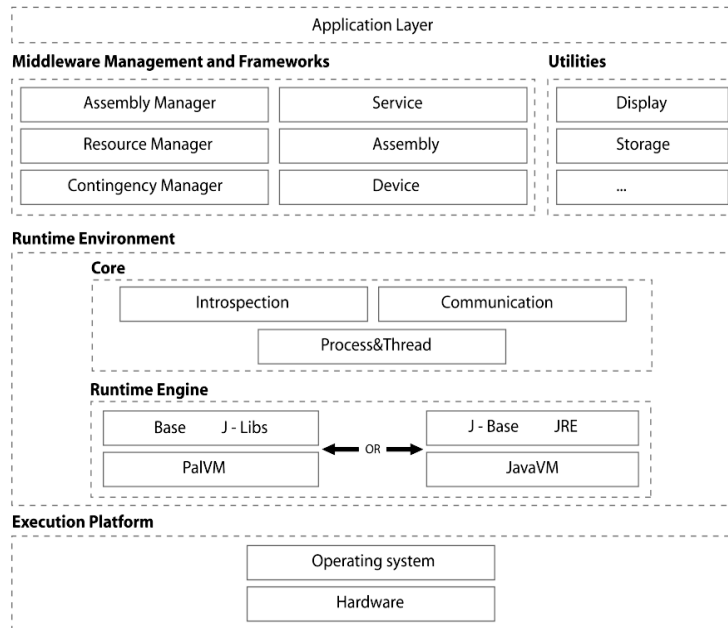 Application Layer
Middleware Management and Frameworks
Utilities
Assembly Manager
Service
Display
Resource Manager
Assembly
Storage
Contingency Manager
Device
...
Runtime Environment
Core
Introspection
Communication
Process&Thread
Runtime Engine
Base J - Libs
J - Base JRE
OR
PalVM
JavaVM
Execution Platform
Operating system
Hardware